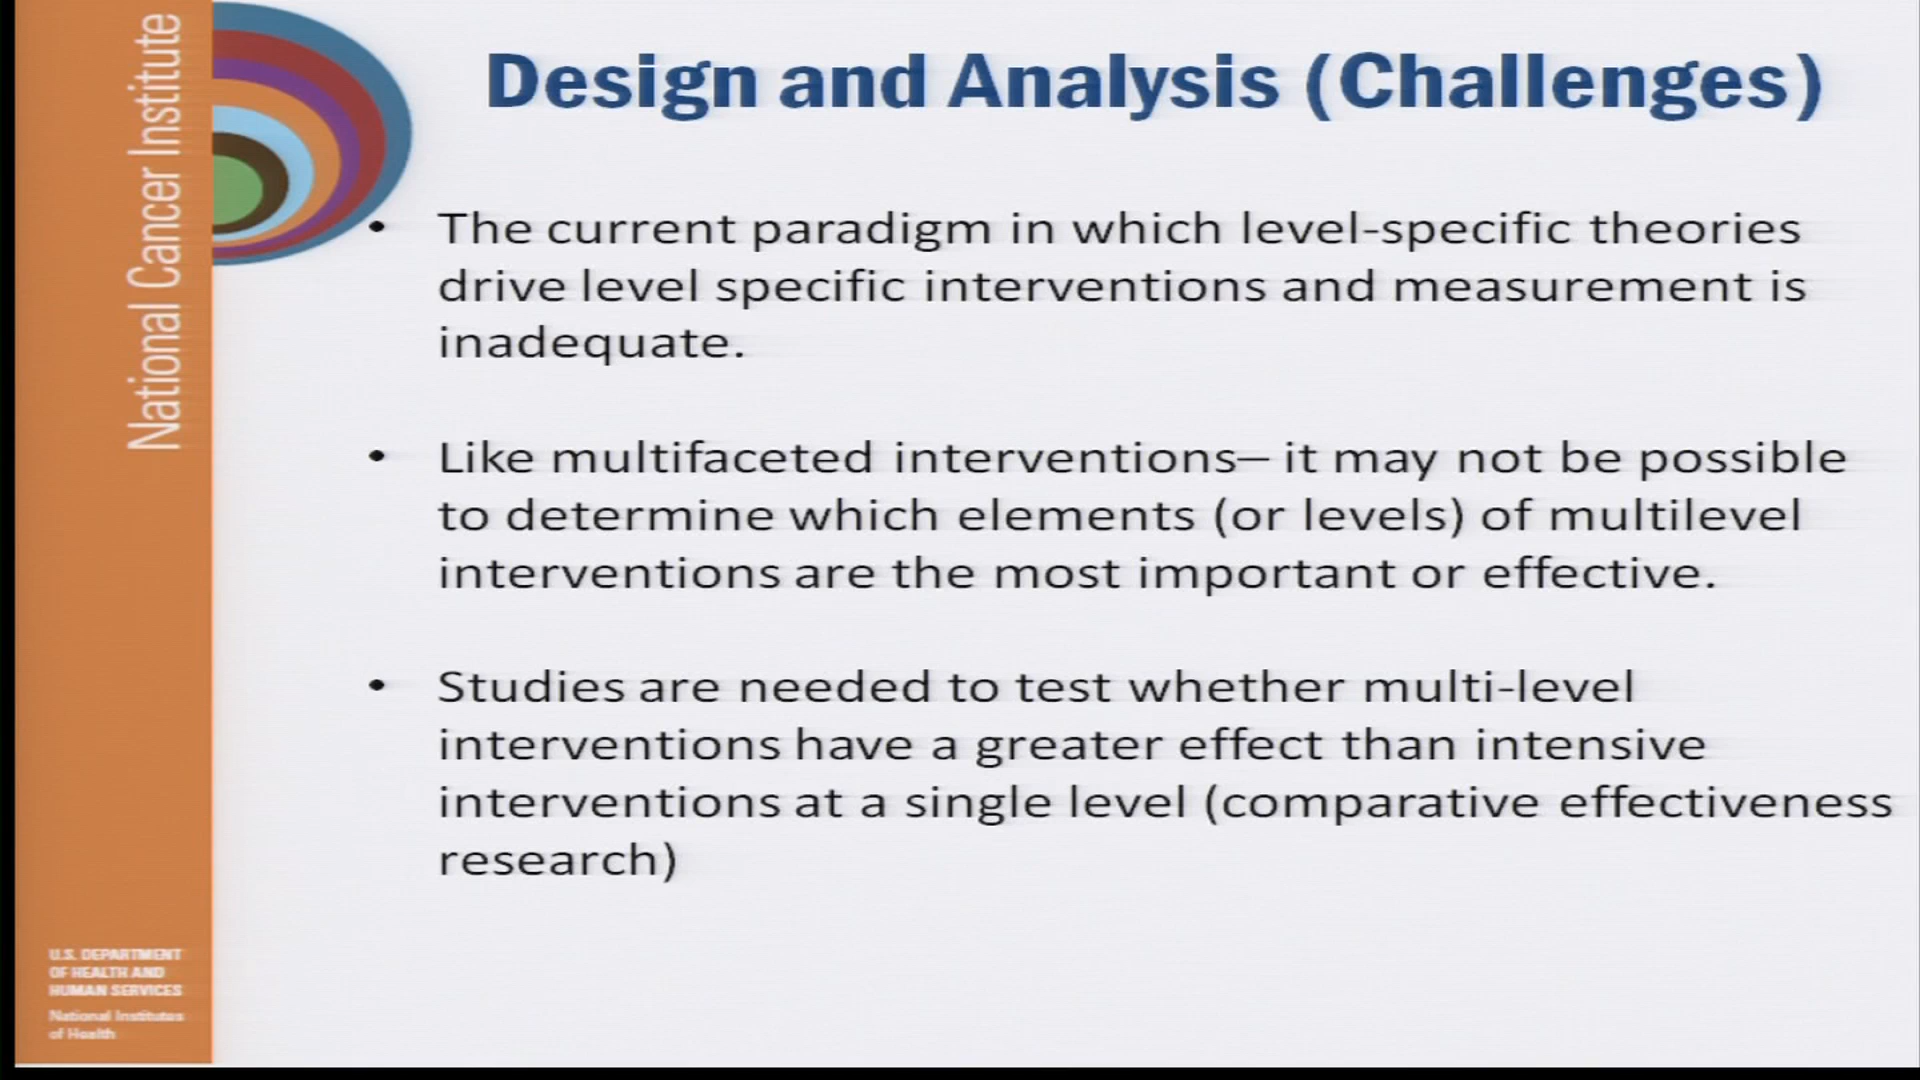 National Cancer Institute
Design and Analysis (Challenges)
• The current paradigm in which level-specific theories
drive level specific interventions and measurement is
inadequate.
• Like multifaceted interventions– it may not be possible
to determine which elements (or levels) of multilevel
interventions are the most important or effective.
• Studies are needed to test whether multi-level
interventions have a greater effect than intensive
interventions at a single level (comparative effectiveness
research)
U.S. DEPARTMENT
OF HEALTH AND
HUMAN SERVICES
National Institutes
of Health